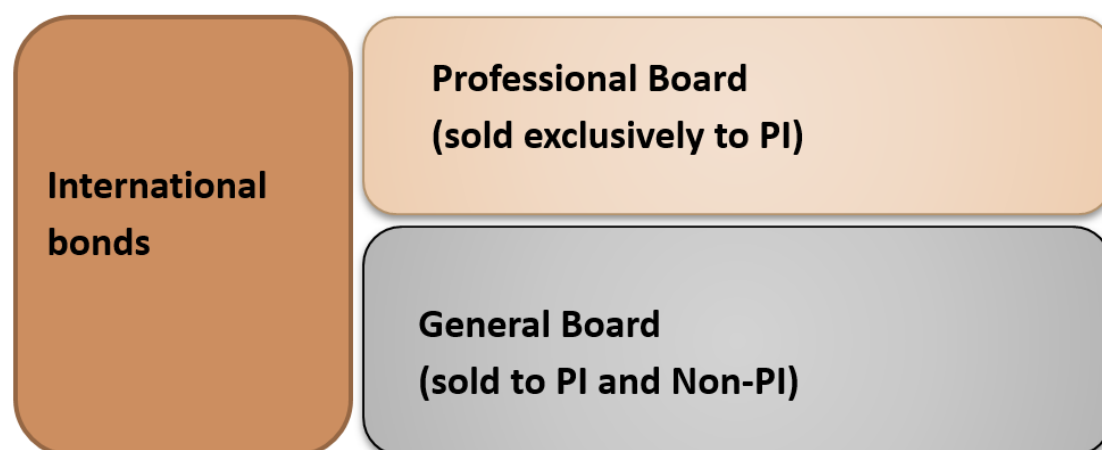 International
bonds
Professional Board
(sold exclusively to PI)
General Board
(sold to PI and Non-PI)